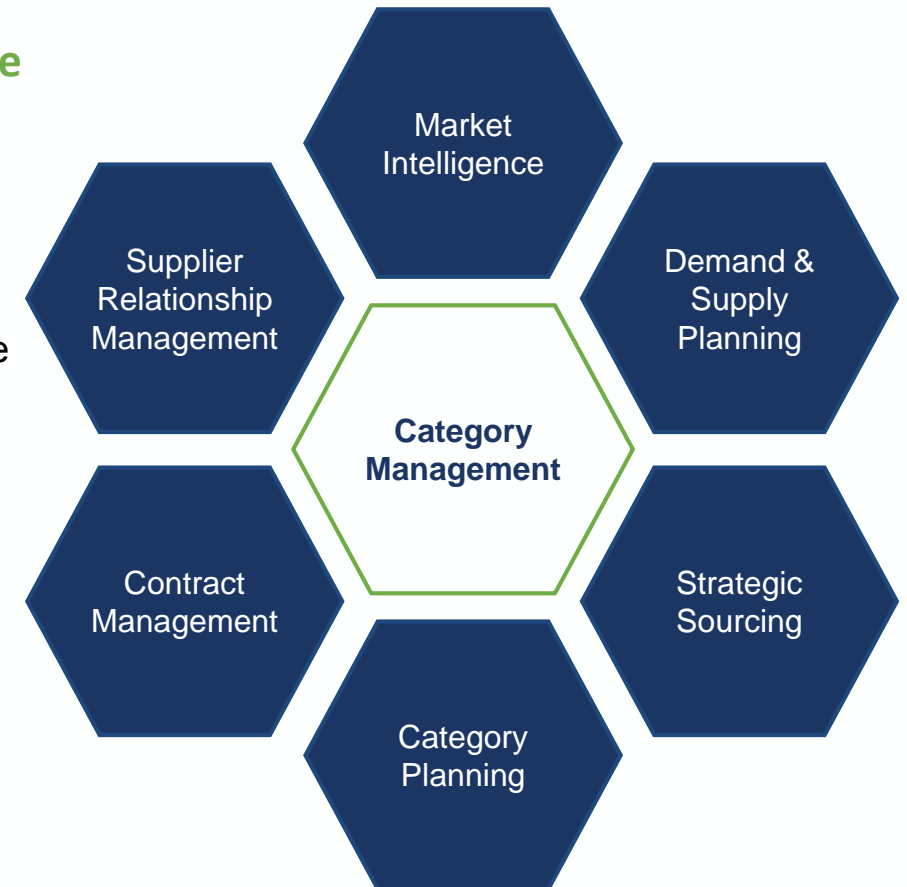 e
Market
Intelligence
Supplier
Relationship
Management
Demand &
Supply
Planning
e
Category
Management
Contract
Management
Strategic
Sourcing
Category
Planning